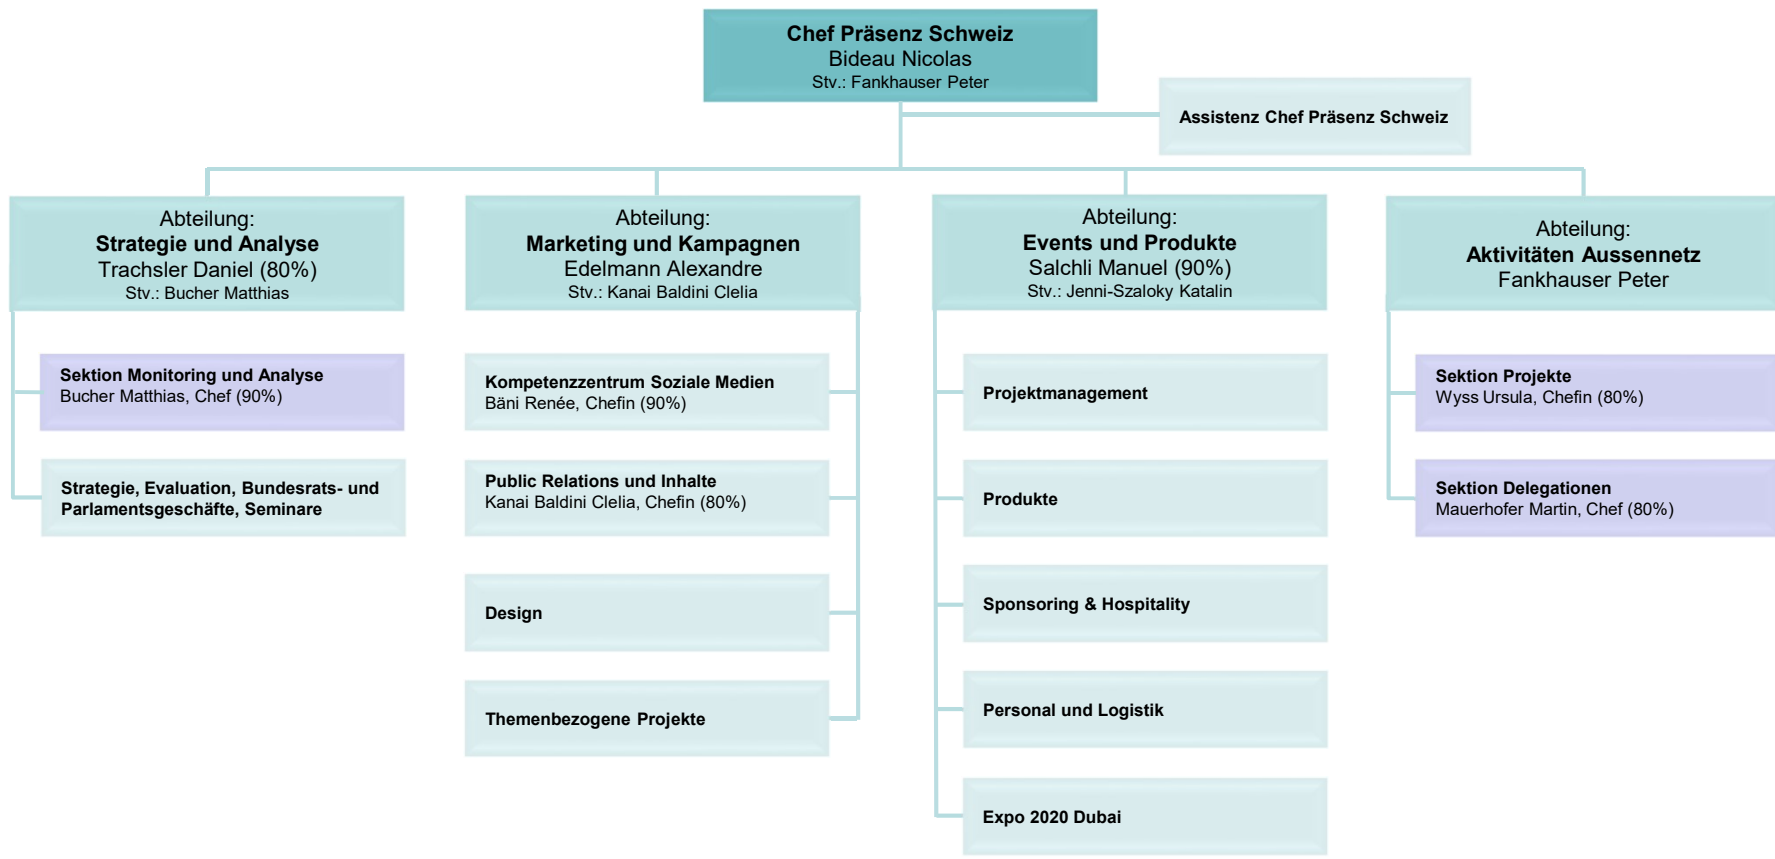 Chef Präsenz Schweiz
Bideau Nicolas
Stv.: Fankhauser Peter
Assistenz Chef Präsenz Schweiz
Abteilung:
Strategie und Analyse
Trachsler Daniel (80%)
Stv.: Bucher Matthias
Sektion Monitoring und Analyse
Bucher Matthias, Chef (90%)
Strategie, Evaluation, Bundesrats- und
Parlamentsgeschäfte, Seminare
Abteilung:
Marketing und Kampagnen
Edelmann Alexandre
Stv.: Kanai Baldini Clelia
Kompetenzzentrum Soziale Medien
Bäni Renée, Chefin (90%)
Public Relations und Inhalte
Kanai Baldini Clelia, Chefin (80%)
Design
Themenbezogene Projekte
Abteilung:
Events und Produkte
Salchli Manuel (90%)
Stv.: Jenni-Szaloky Katalin
Projektmanagement
Produkte
Sponsoring & Hospitality
Personal und Logistik
Expo 2020 Dubai
Abteilung:
Aktivitäten Aussennetz
Fankhauser Peter
Sektion Projekte
Wyss Ursula, Chefin (80%)
Sektion Delegationen
Mauerhofer Martin, Chef (80%)